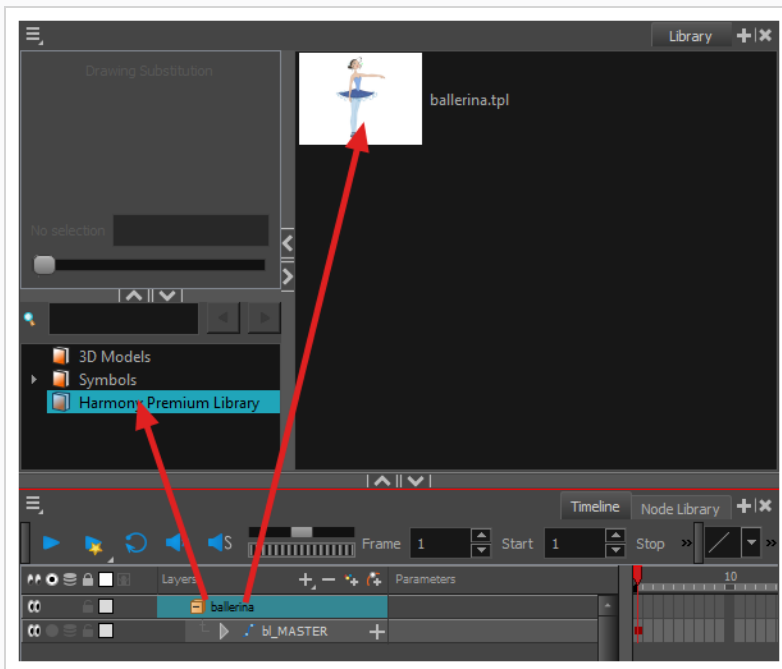 Library
Drawing Substitution
ballerina.tpl
No selection
3D Models
Symbols
Harmony Premium Library
Timeline
Node Library
S
Frame 1 Start 1 Stop
Layers Parameters 10
ballerina
bl_MASTER